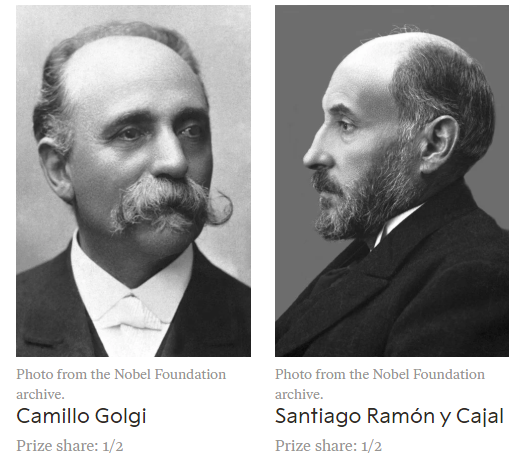 Photo from the Nobel Foundation
archive.
Camillo Golgi
Prize share: 1/2
Photo from the Nobel Foundation
archive.
Santiago Ramón y Cajal
Prize share: 1/2